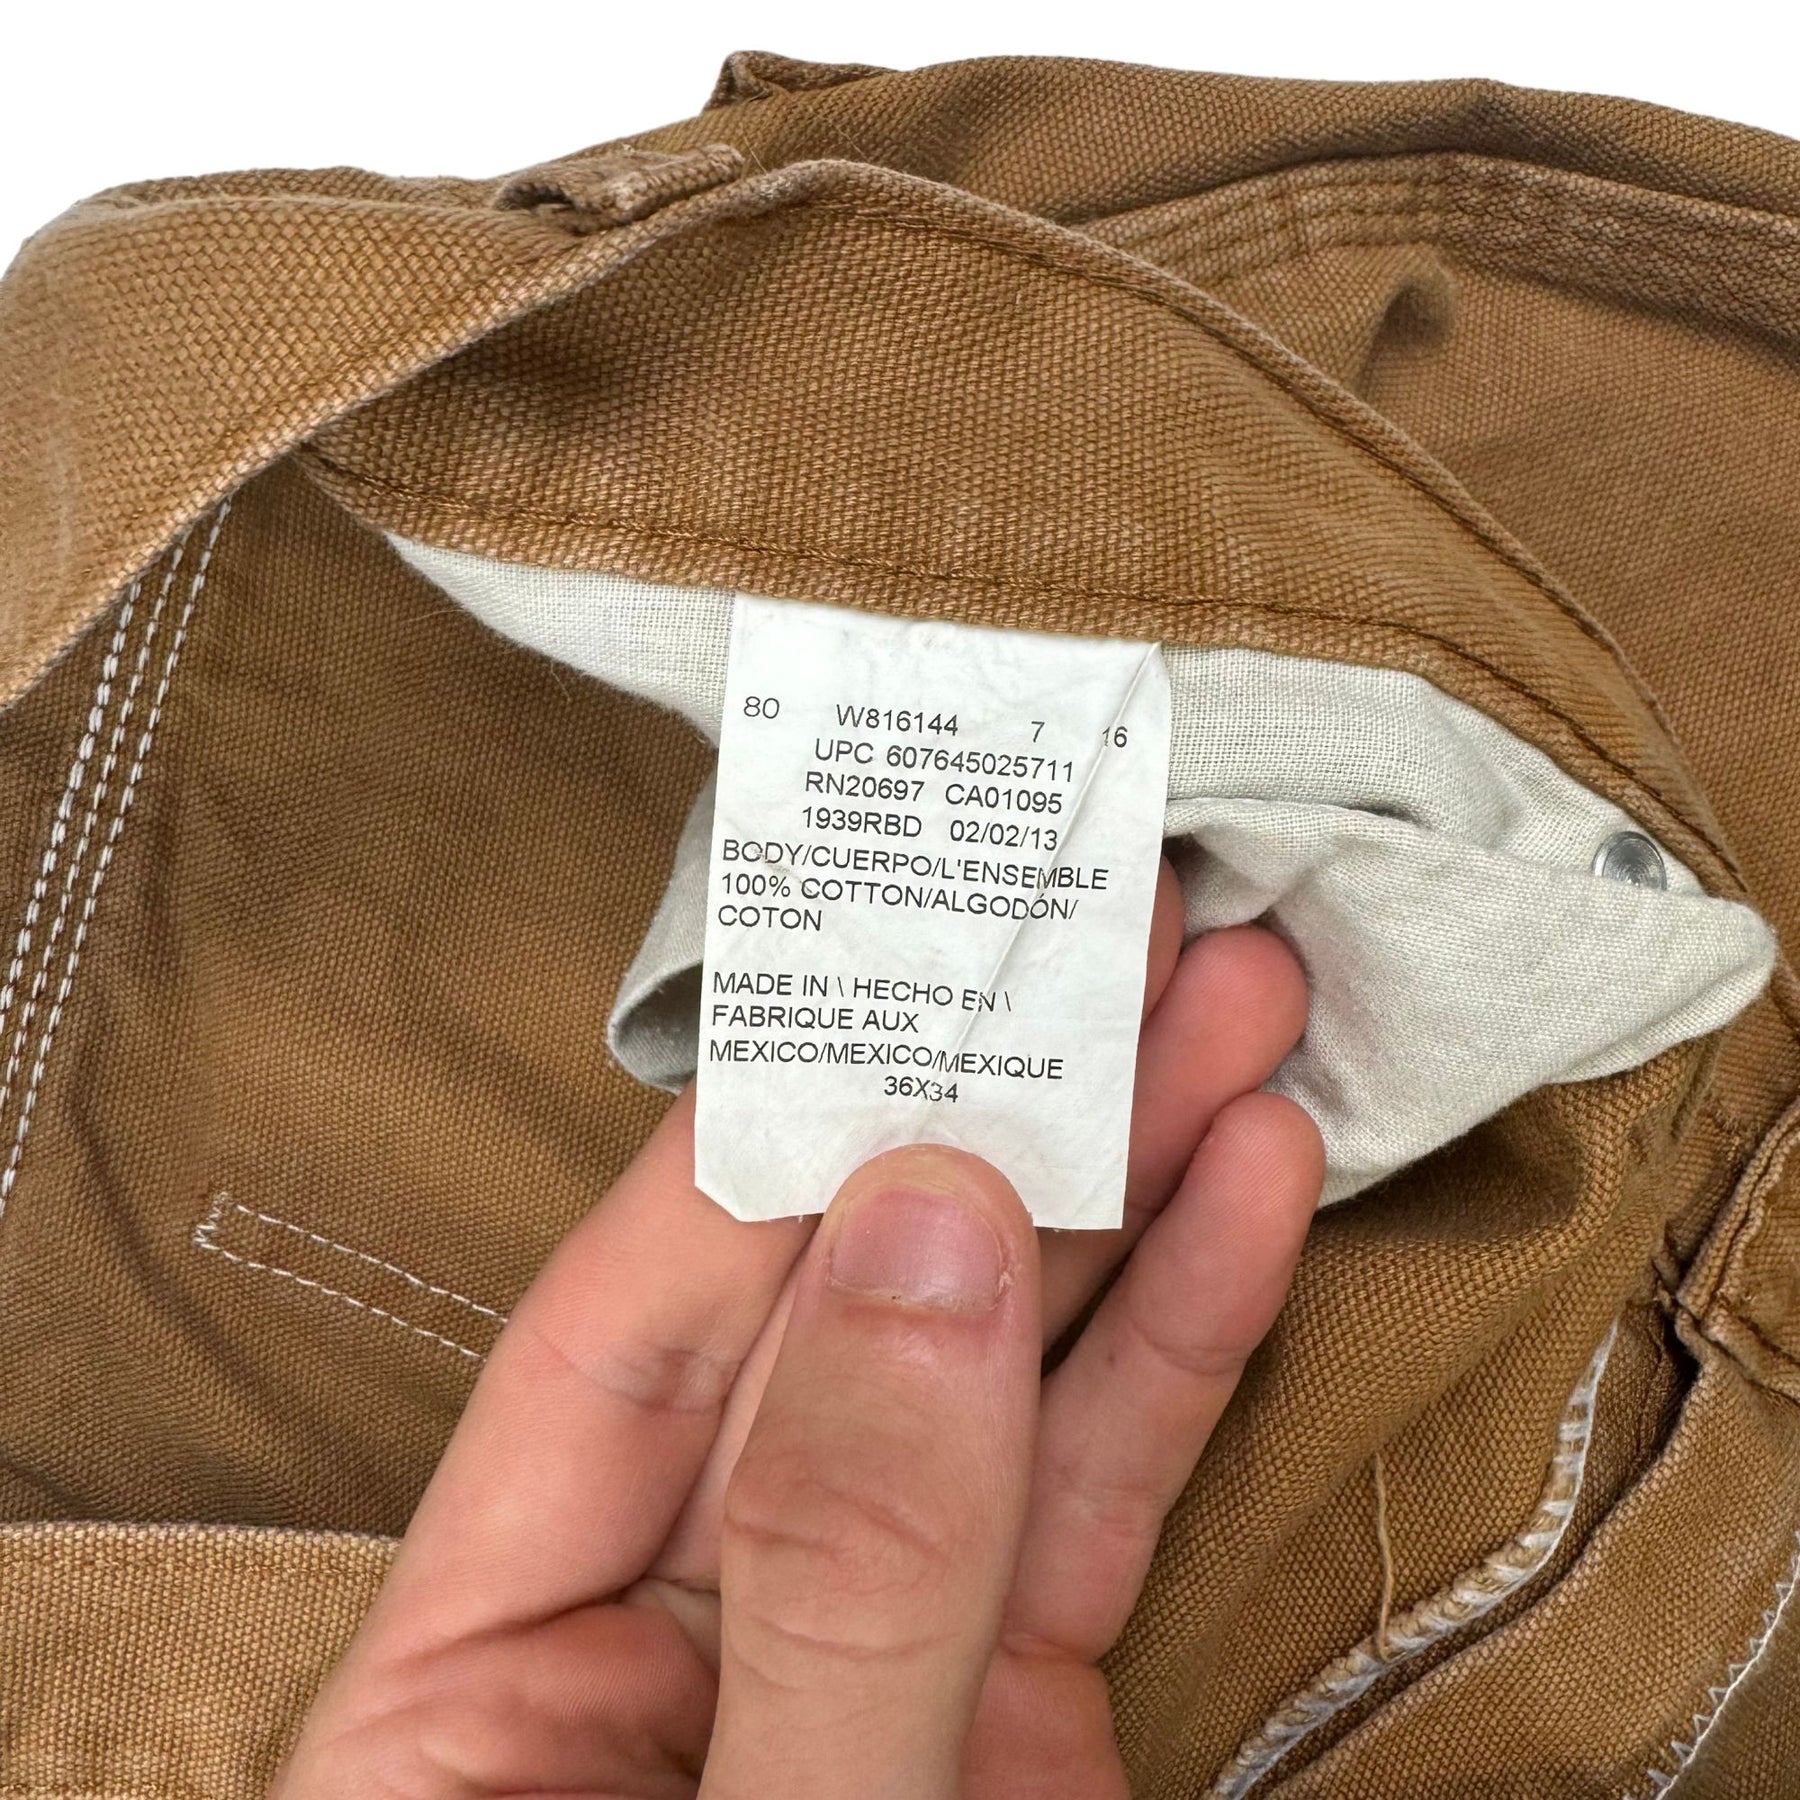 80 W816144 7 16
UPC 607645025711
RN20697 CA01095
1939RBD 02/02/13
BODY/CUERPO/L'ENSEMBLE
100% COTTON/ALGODÓN/
COTON
MADE IN \ HECHO EN \
FABRIQUE AUX
MEXICO/MEXICO/MEXIQUE
36X34